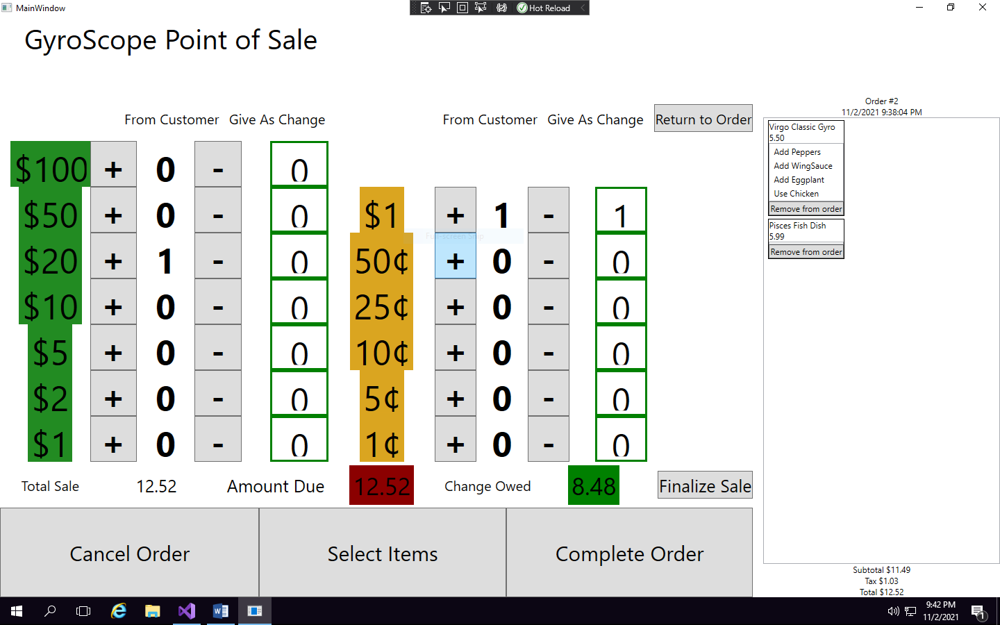 MainWindow
Hot Reload
GyroScope Point of Sale
From Customer Give As Change From Customer Give As Change Return to Order
$100 + 0 - 0
$50 + 0 - 0 $1 + 1 - 1
Full-screen Snip
$20 + 1 - 0 50¢ + 0 - 0
$10 + 0 - 0 25¢ + 0 - 0
$5 + 0 - 0 10¢ + 0 - 0
$2 + 0 - 0 5¢ + 0 - 0
$1 + 0 - 0 1¢ + 0 - 0
Total Sale 12.52 Amount Due 12.52 Change Owed 8.48 Finalize Sale
Cancel Order Select Items Complete Order
Order #2
11/2/2021 9:38:04 PM
Virgo Classic Gyro
5.50
Add Peppers
Add WingSauce
Add Eggplant
Use Chicken
Remove from order
Pisces Fish Dish
5.99
Remove from order
Subtotal $11.49
Tax $1.03
Total $12.52
9:42 PM
11/2/2021
1